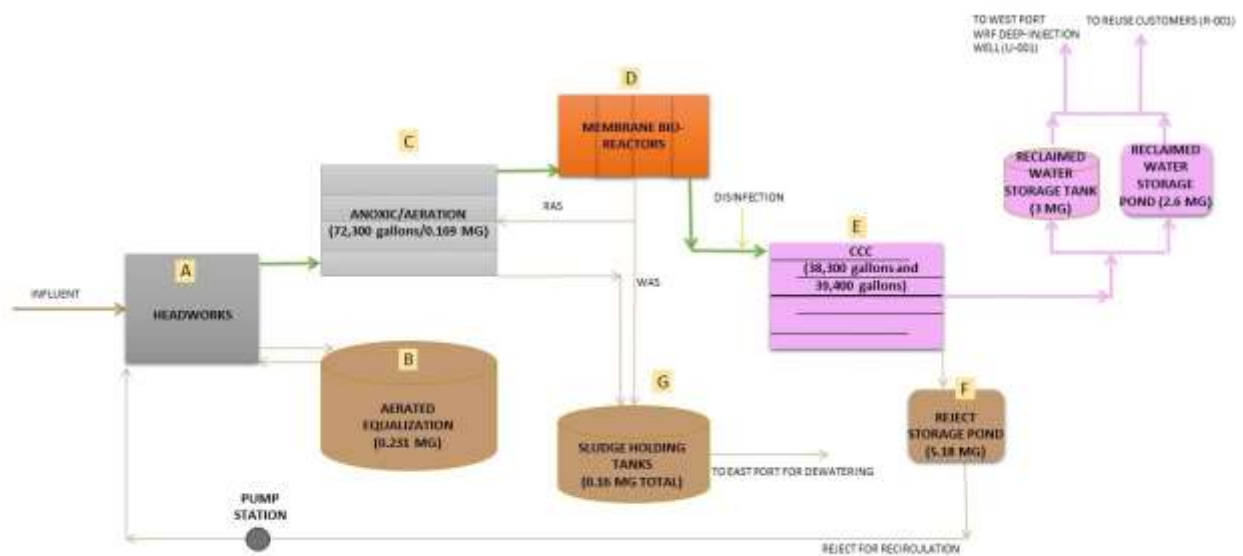 TO WEST PORT
WRF DEEP-INJECTION
WELL (U-001)
TO REUSE CUSTOMERS (R-001)
D
MEMBRANE BIO-
REACTORS
C
ANOXIC/AERATION
(72,300 gallons/0.169 MG)
RAS
DISINFECTION
RECLAIMED
WATER
STORAGE TANK
(3 MG)
RECLAIMED
WATER
STORAGE
POND (2.6 MG)
E
CCC
(38,300 gallons and
39,400 gallons)
A
HEADWORKS
INFLUENT
WAS
B
AERATED
EQUALIZATION
(0.231 MG)
G
SLUDGE HOLDING
TANKS
(0.16 MG TOTAL)
TO EAST PORT FOR DEWATERING
F
REJECT
STORAGE POND
(5.18 MG)
PUMP
STATION
REJECT FOR RECIRCULATION